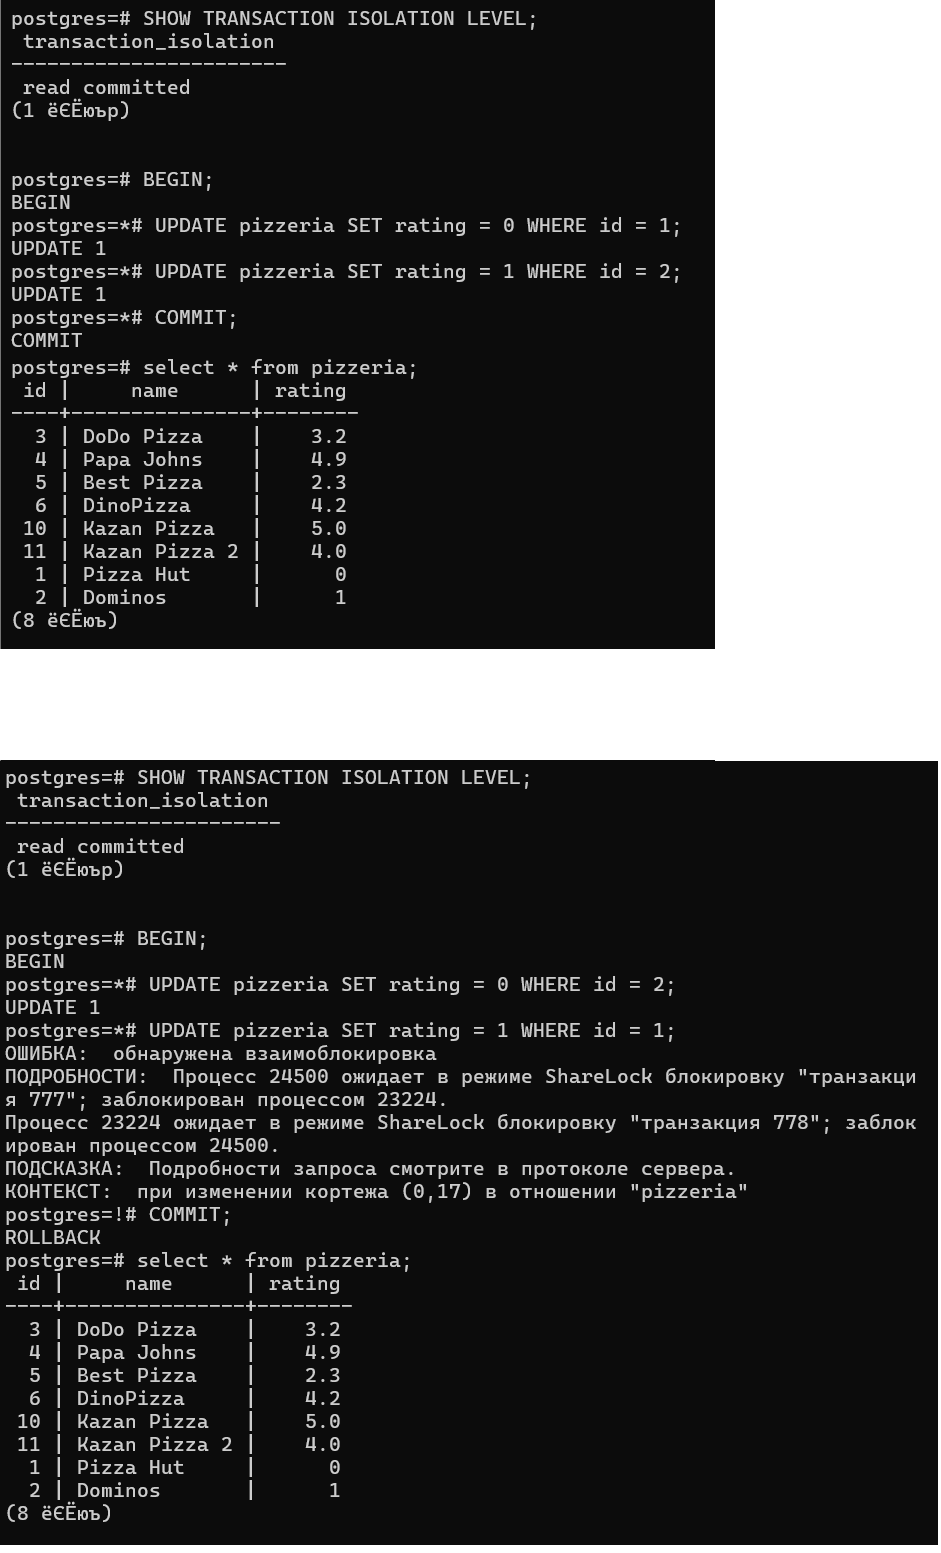 postgres=# SHOW TRANSACTION ISOLATION LEVEL;
 transaction_isolation
-----------------------
 read committed
(1 ёЄЁюър)
postgres=# BEGIN;
BEGIN
postgres=*# UPDATE pizzeria SET rating = 0 WHERE id = 1;
UPDATE 1
postgres=*# UPDATE pizzeria SET rating = 1 WHERE id = 2;
UPDATE 1
postgres=*# COMMIT;
COMMIT
postgres=# select * from pizzeria;
 id |     name      | rating
----+---------------+--------
  3 | DoDo Pizza    |    3.2
  4 | Papa Johns    |    4.9
  5 | Best Pizza    |    2.3
  6 | DinoPizza     |    4.2
 10 | Kazan Pizza   |    5.0
 11 | Kazan Pizza 2 |    4.0
  1 | Pizza Hut     |      0
  2 | Dominos       |      1
(8 ёЄЁюъ)
postgres=# SHOW TRANSACTION ISOLATION LEVEL;
 transaction_isolation
-----------------------
 read committed
(1 ёЄЁюър)
postgres=# BEGIN;
BEGIN
postgres=*# UPDATE pizzeria SET rating = 0 WHERE id = 2;
UPDATE 1
postgres=*# UPDATE pizzeria SET rating = 1 WHERE id = 1;
ОШИБКА:  обнаружена взаимоблокировка
ПОДРОБНОСТИ:  Процесс 24500 ожидает в режиме ShareLock блокировку "транзакци
я 777"; заблокирован процессом 23224.
Процесс 23224 ожидает в режиме ShareLock блокировку "транзакция 778"; заблок
ирован процессом 24500.
ПОДСКАЗКА:  Подробности запроса смотрите в протоколе сервера.
КОНТЕКСТ:  при изменении кортежа (0,17) в отношении "pizzeria"
postgres=!# COMMIT;
ROLLBACK
postgres=# select * from pizzeria;
 id |     name      | rating
----+---------------+--------
  3 | DoDo Pizza    |    3.2
  4 | Papa Johns    |    4.9
  5 | Best Pizza    |    2.3
  6 | DinoPizza     |    4.2
 10 | Kazan Pizza   |    5.0
 11 | Kazan Pizza 2 |    4.0
  1 | Pizza Hut     |      0
  2 | Dominos       |      1
(8 ёЄЁюъ)